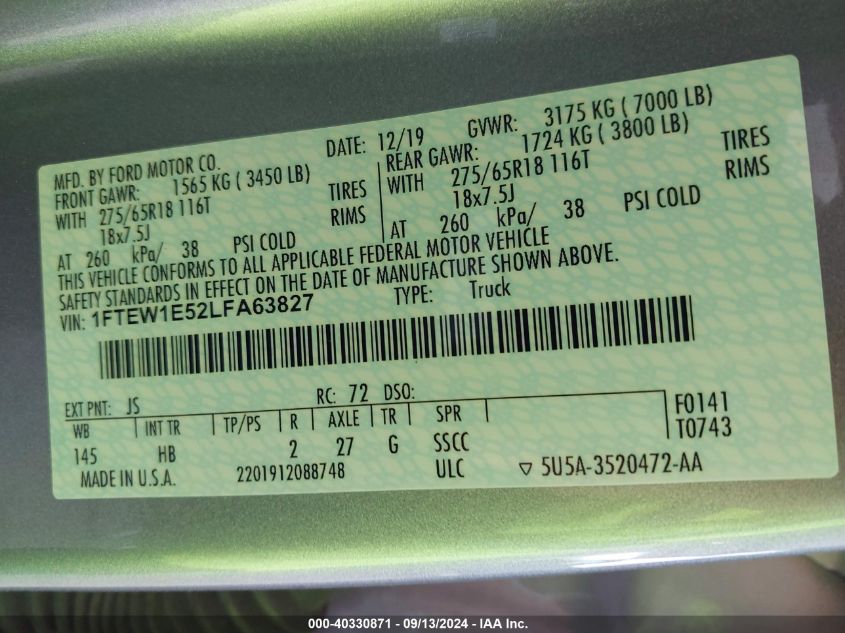 MFD. BY FORD MOTOR CO.
DATE: 12/19
GVWR: 3175 KG ( 7000 LB)
FRONT GAWR: 1565 KG ( 3450 LB)
REAR GAWR: 1724 KG ( 3800 LB)
WITH 275/65R18 116T TIRES
WITH 275/65R18 116T TIRES
18x7.5J RIMS
18x7.5J RIMS
AT 260 kPa/ 38 PSI COLD
AT 260 kPa/ 38 PSI COLD
THIS VEHICLE CONFORMS TO ALL APPLICABLE FEDERAL MOTOR VEHICLE
SAFETY STANDARDS IN EFFECT ON THE DATE OF MANUFACTURE SHOWN ABOVE.
VIN: 1FTEW1E52LFA63827 TYPE: Truck
EXT PNT: JS RC: 72 DSO:
WB INT TR TP/PS R AXLE TR SPR F0141
145 HB 2 27 G SSCC T0743
MADE IN U.S.A. 2201912088748 ULC ▽ 5U5A-3520472-AA
000-40330871 - 09/13/2024 - IAA Inc.